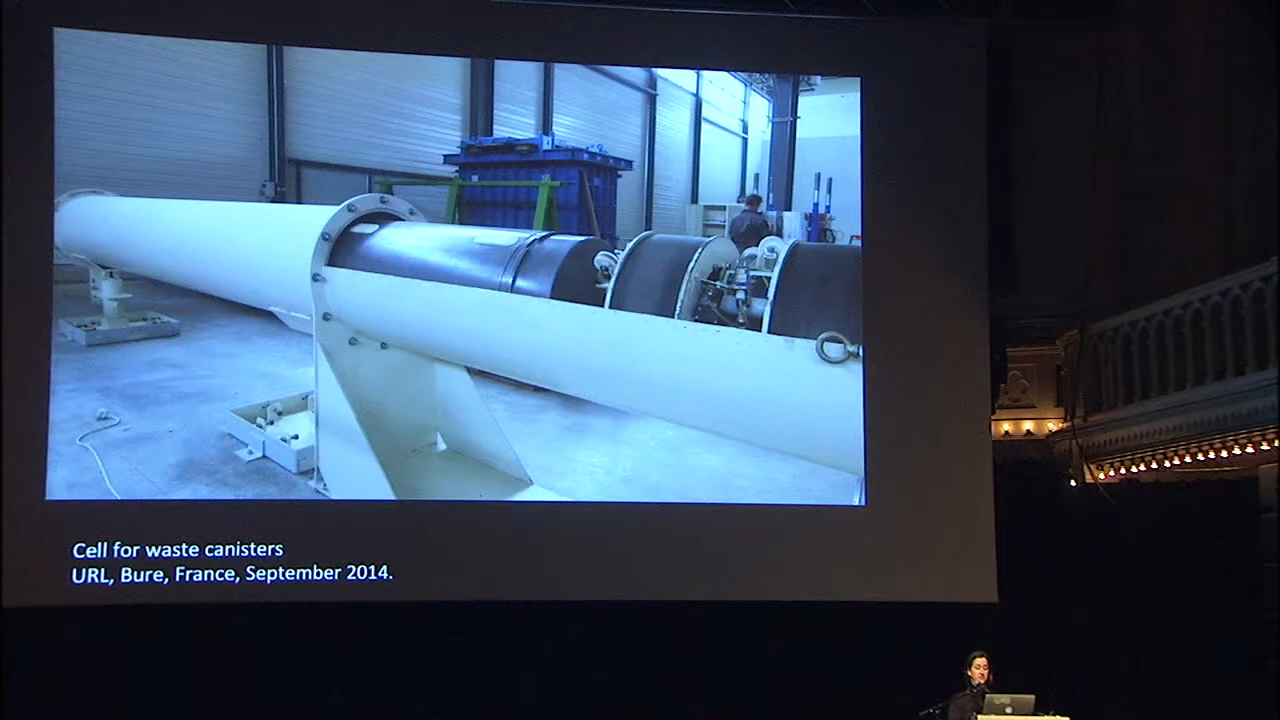 Cell for waste canisters
URL, Bure, France, September 2014.